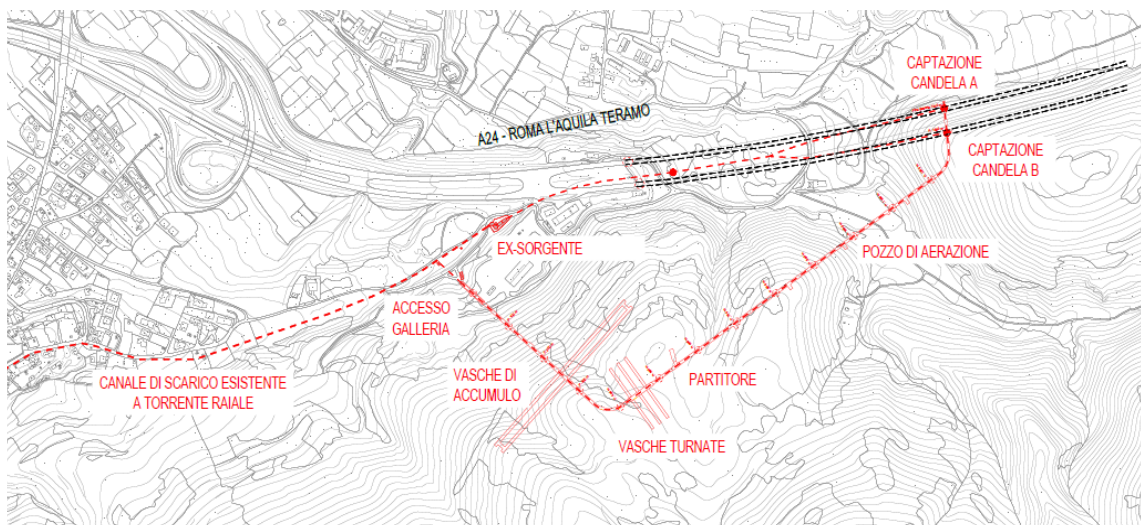 CAPTAZIONE
CANDELA A
A24 - ROMA L'AQUILA TERAMO
CAPTAZIONE
CANDELA B
EX-SORGENTE
POZZO DI AERAZIONE
ACCESSO
GALLERIA
VASCHE DI
ACCUMULO
PARTITORE
CANALE DI SCARICO ESISTENTE
A TORRENTE RAIALE
VASCHE TURNATE